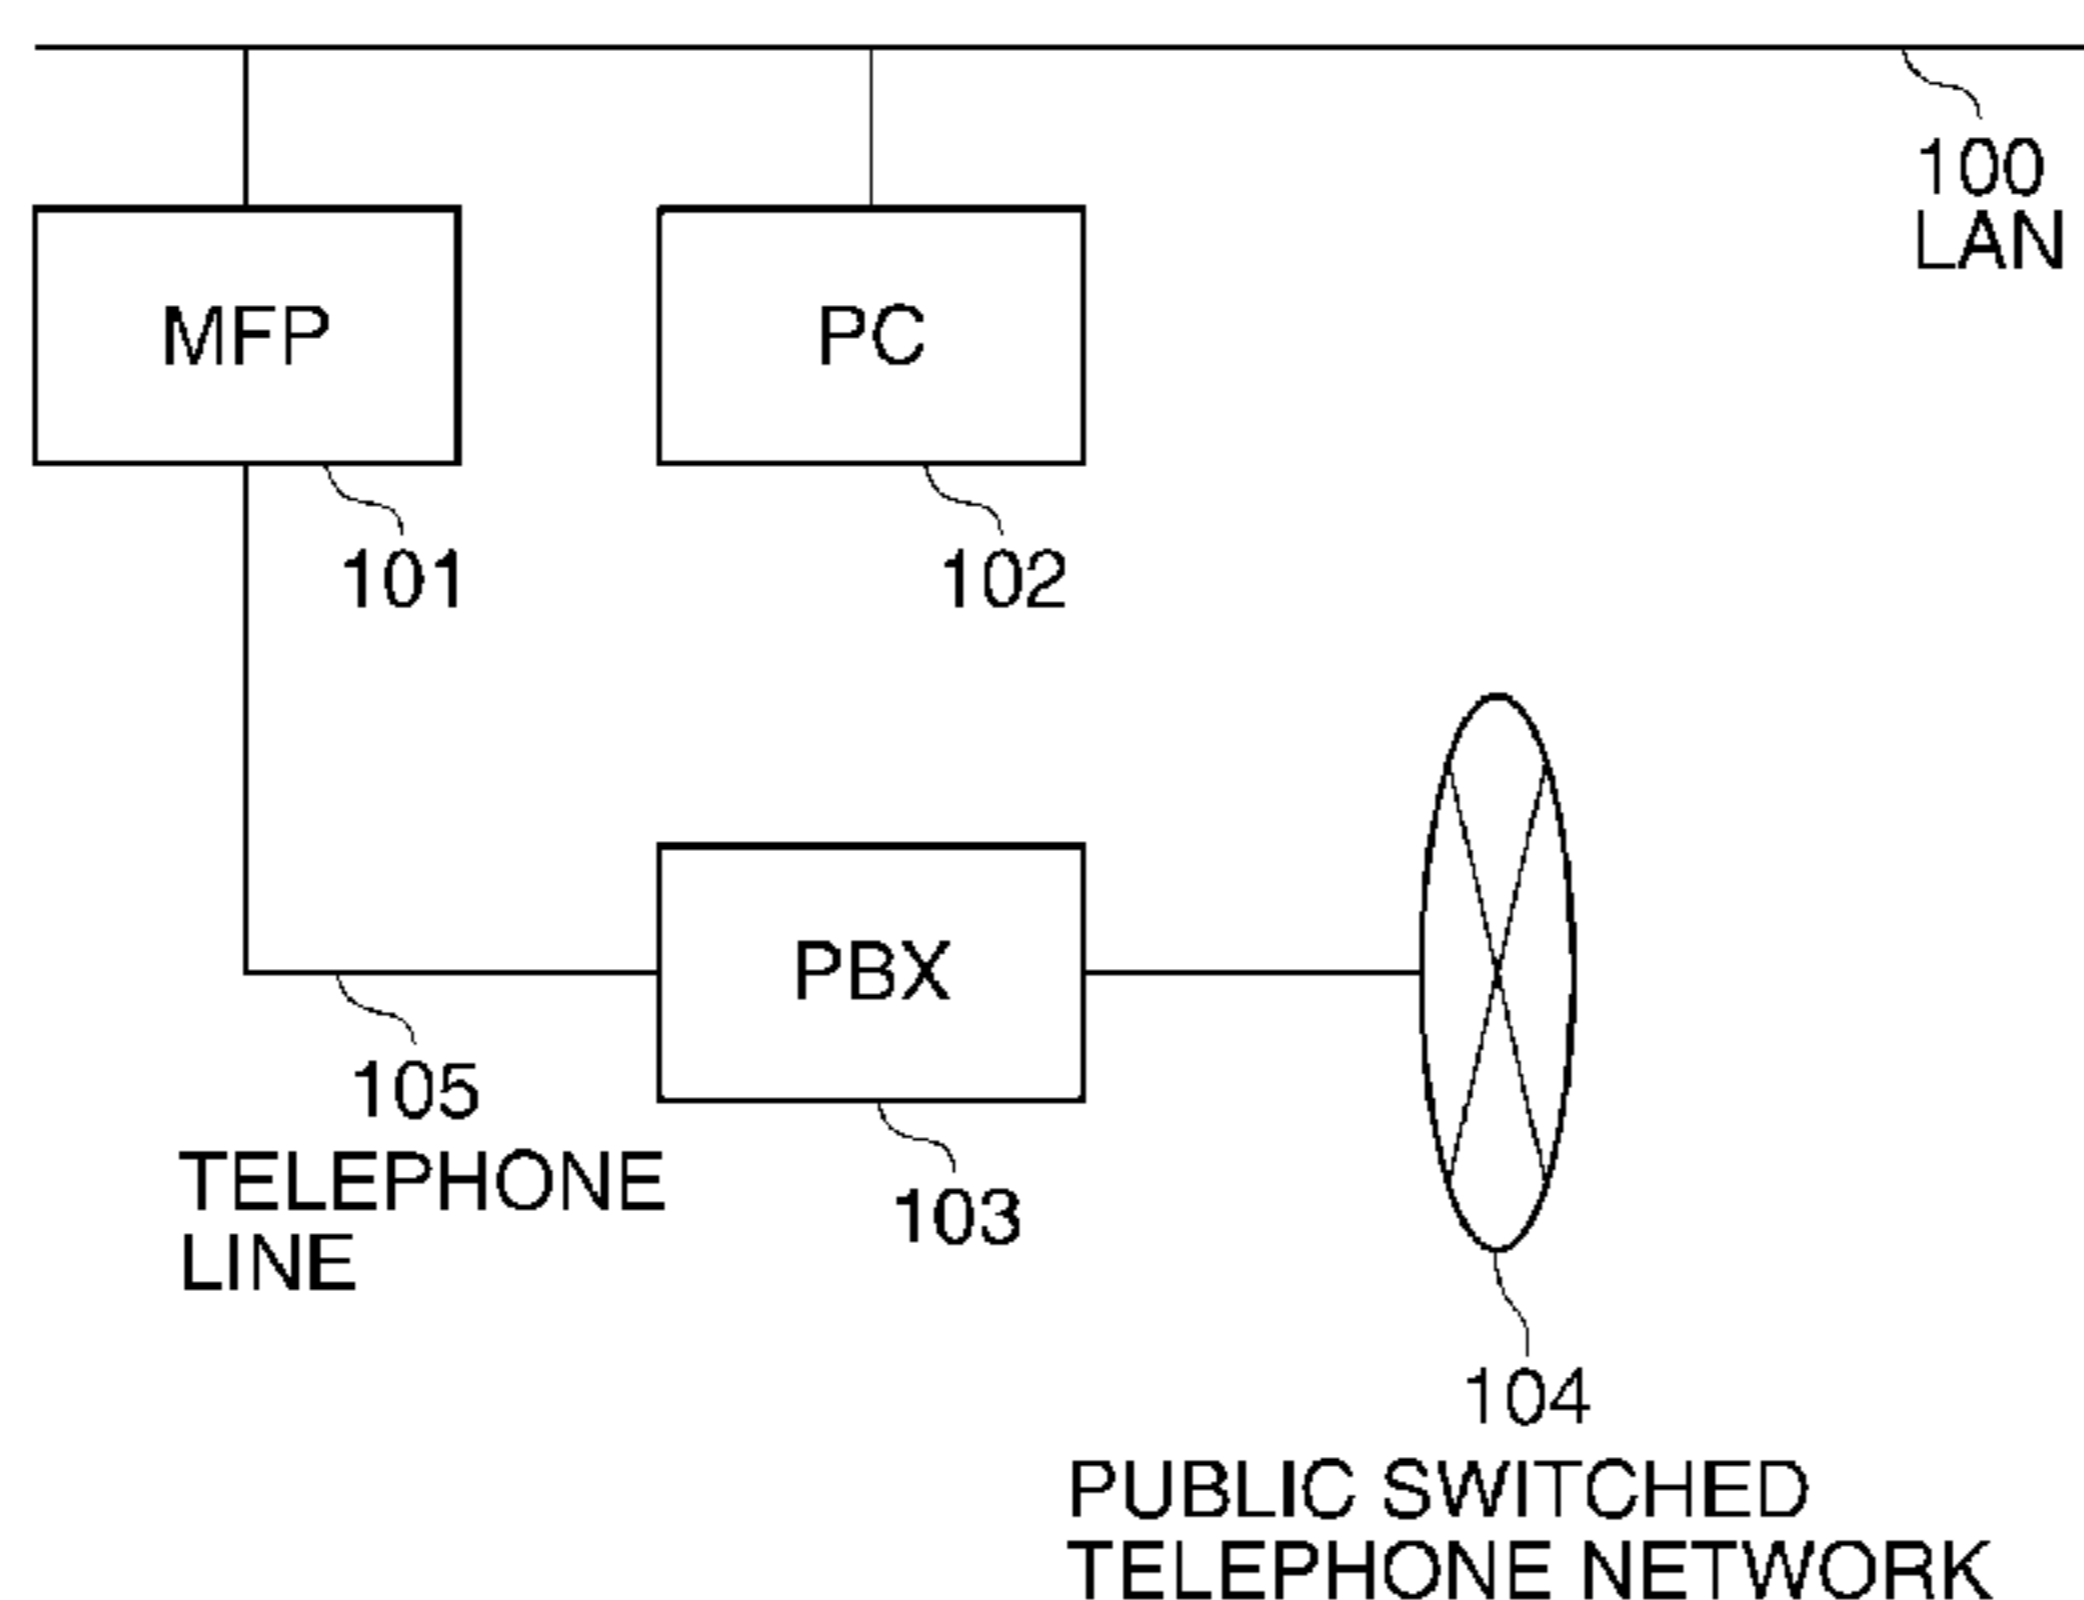 100
LAN
MFP
PC
101
102
PBX
105
TELEPHONE
LINE
103
104
PUBLIC SWITCHED
TELEPHONE NETWORK